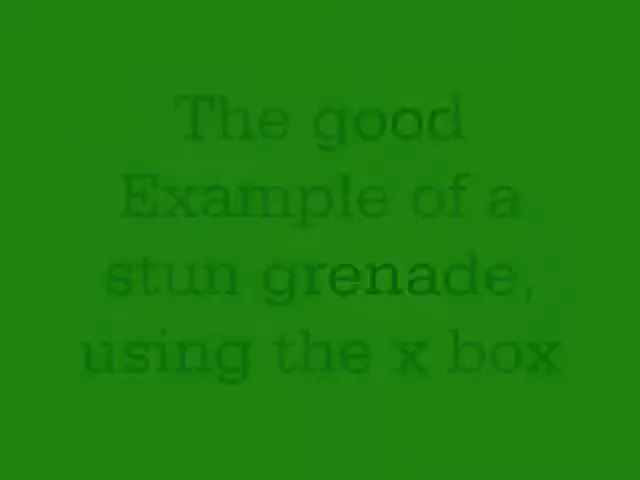 The good
Example of a
stun grenade,
using the x box